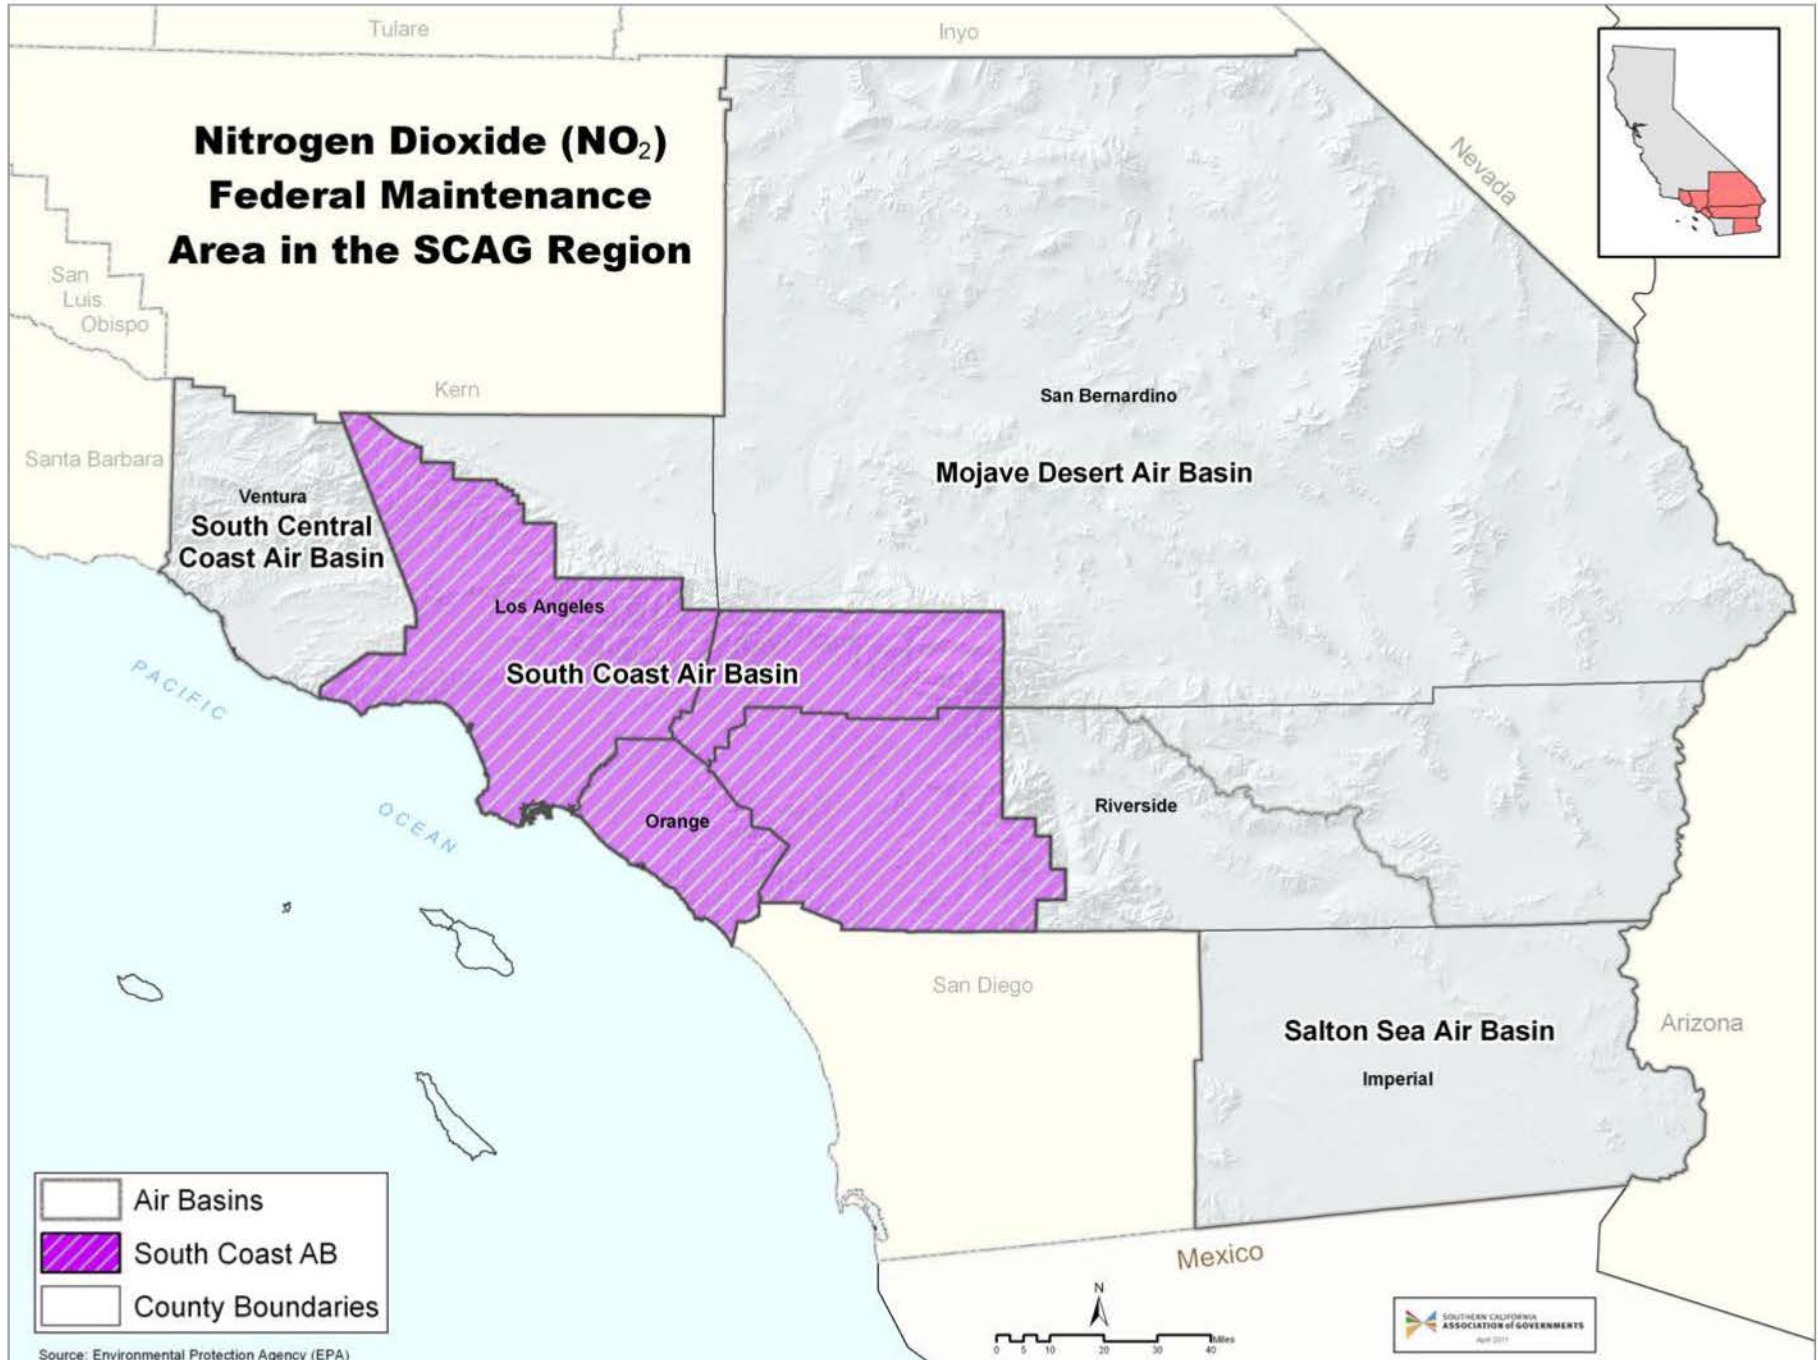 Tulare
Inyo
Nitrogen Dioxide (NO₂)
Federal Maintenance
Area in the SCAG Region
Nevada
San
Luis
Obispo
Kern
San Bernardino
Santa Barbara
Mojave Desert Air Basin
Ventura
South Central
Coast Air Basin
Los Angeles
South Coast Air Basin
PACIFIC
OCEAN
Riverside
Orange
San Diego
Salton Sea Air Basin
Arizona
Imperial
Air Basins
South Coast AB
County Boundaries
Mexico
N
Miles
0 5 10 20 30 40
SOUTHERN CALIFORNIA
ASSOCIATION of GOVERNMENTS
April 2011
Source: Environmental Protection Agency (EPA)